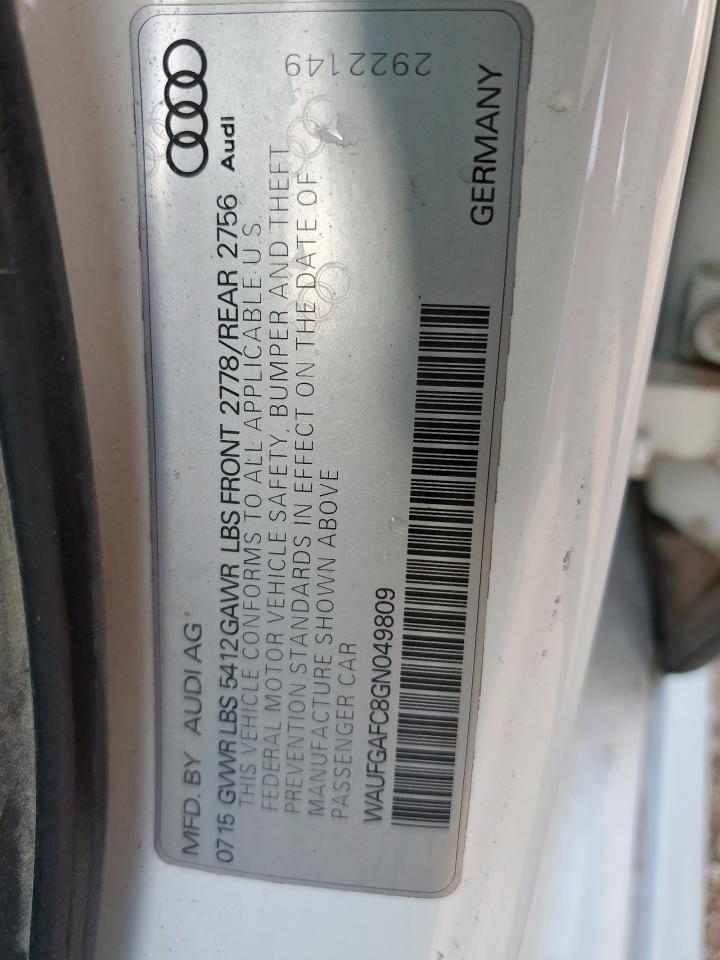 MFD. BY AUDI AG
0715 GVWR LBS 5412 GAWR LBS FRONT 2778/REAR 2756
THIS VEHICLE CONFORMS TO ALL APPLICABLE U S
FEDERAL MOTOR VEHICLE SAFETY, BUMPER AND THEFT
PREVENTION STANDARDS IN EFFECT ON THE DATE OF
MANUFACTURE SHOWN ABOVE
PASSENGER CAR
WAUFGAFC8GN049809
Audi
2922149
GERMANY